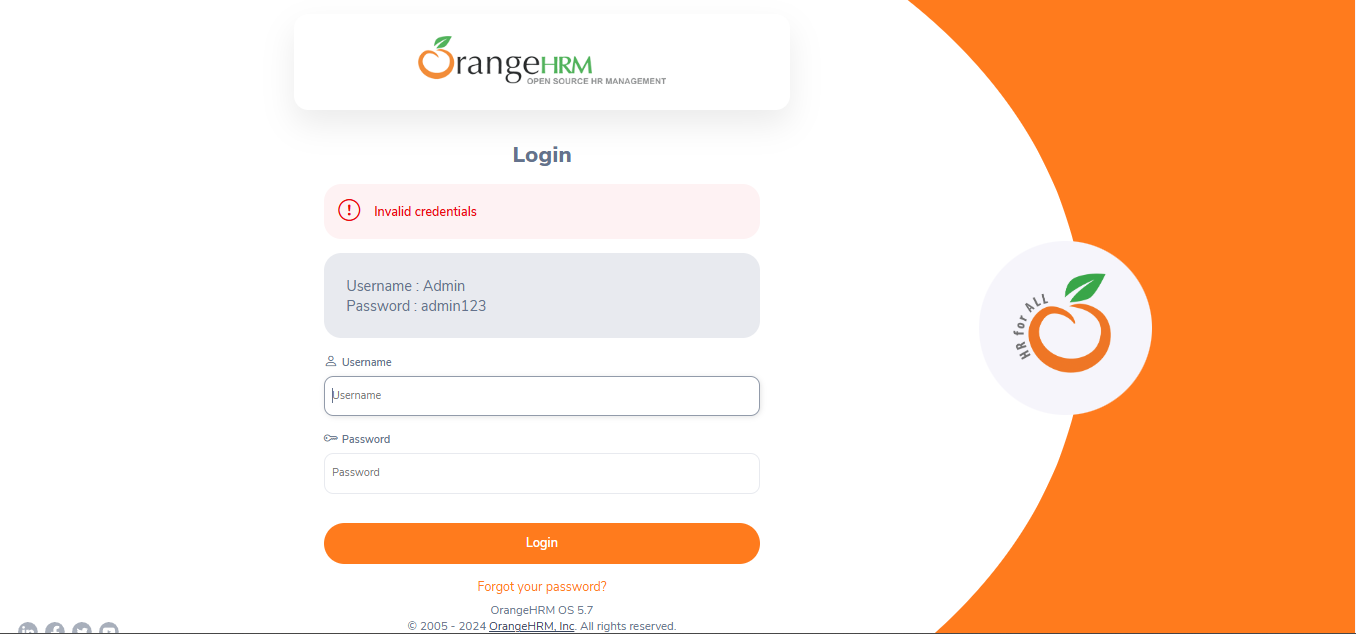 OrangeHRM
OPEN SOURCE HR MANAGEMENT
Login
Invalid credentials
Username : Admin
Password : admin123
Username
Username
Password
Password
Login
Forgot your password?
OrangeHRM OS 5.7
© 2005 - 2024 OrangeHRM, Inc. All rights reserved.
HR for ALL